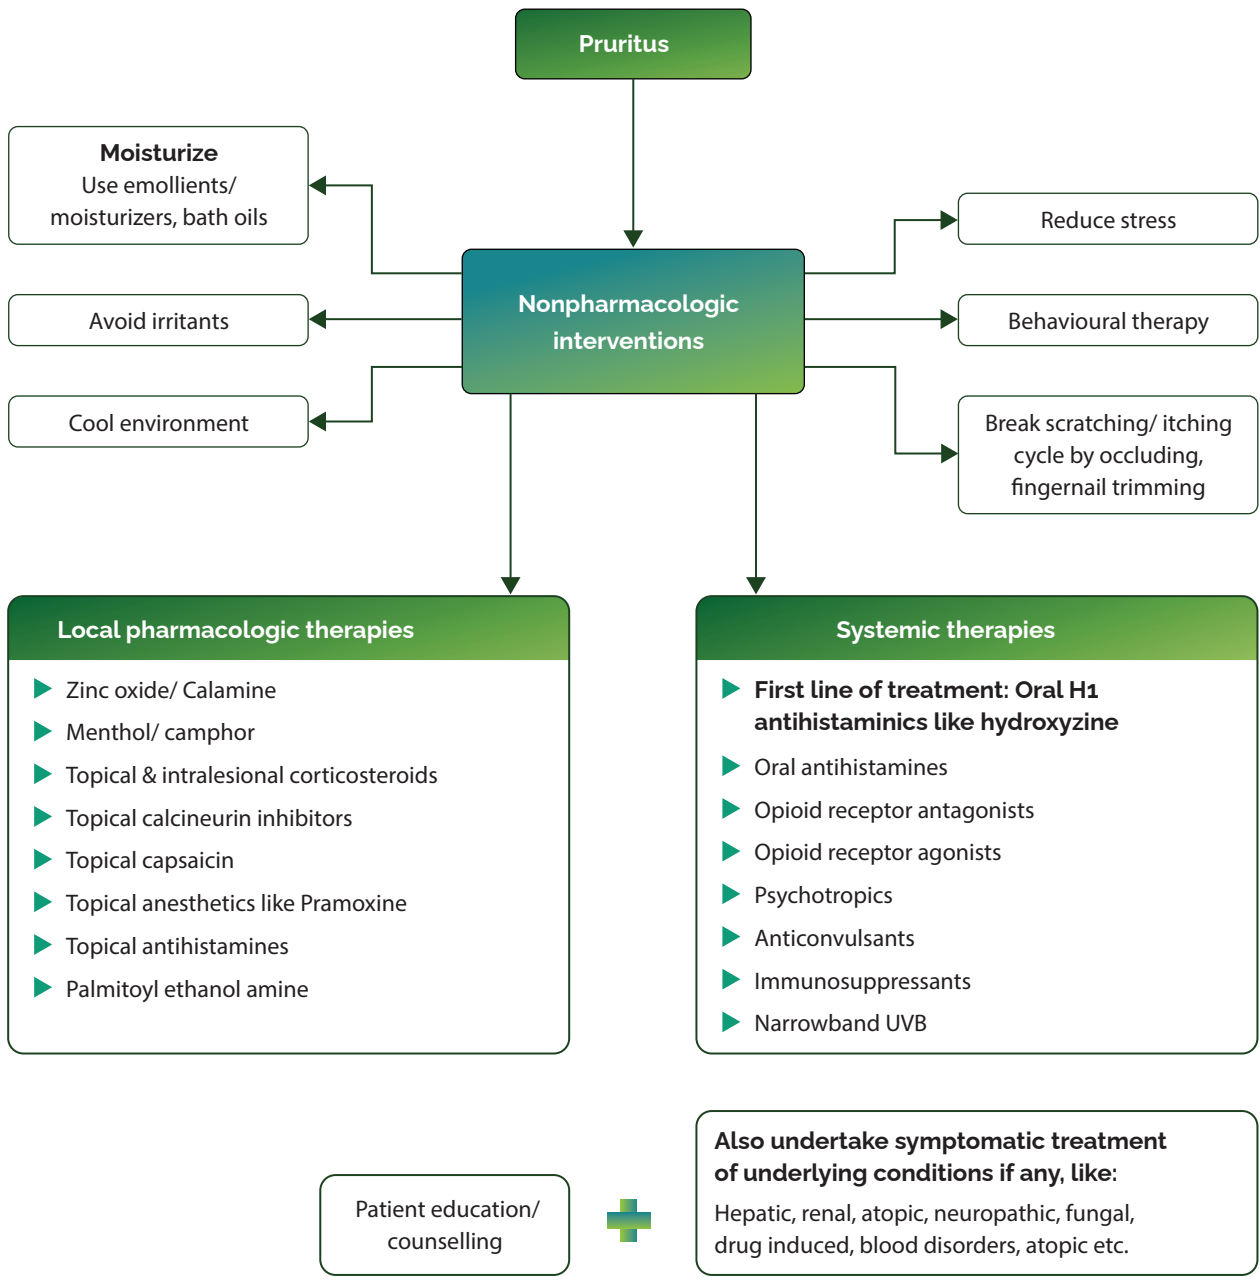 Pruritus
Moisturize
Use emollients/
moisturizers, bath oils
Avoid irritants
Cool environment
Nonpharmacologic
interventions
Reduce stress
Behavioural therapy
Break scratching/ itching
cycle by occluding,
fingernail trimming
Local pharmacologic therapies
Zinc oxide/ Calamine
Menthol/ camphor
Topical & intralesional corticosteroids
Topical calcineurin inhibitors
Topical capsaicin
Topical anesthetics like Pramoxine
Topical antihistamines
Palmitoyl ethanol amine
Systemic therapies
First line of treatment: Oral H1
antihistaminics like hydroxyzine
Oral antihistamines
Opioid receptor antagonists
Opioid receptor agonists
Psychotropics
Anticonvulsants
Immunosuppressants
Narrowband UVB
Patient education/
counselling
Also undertake symptomatic treatment
of underlying conditions if any, like:
Hepatic, renal, atopic, neuropathic, fungal,
drug induced, blood disorders, atopic etc.